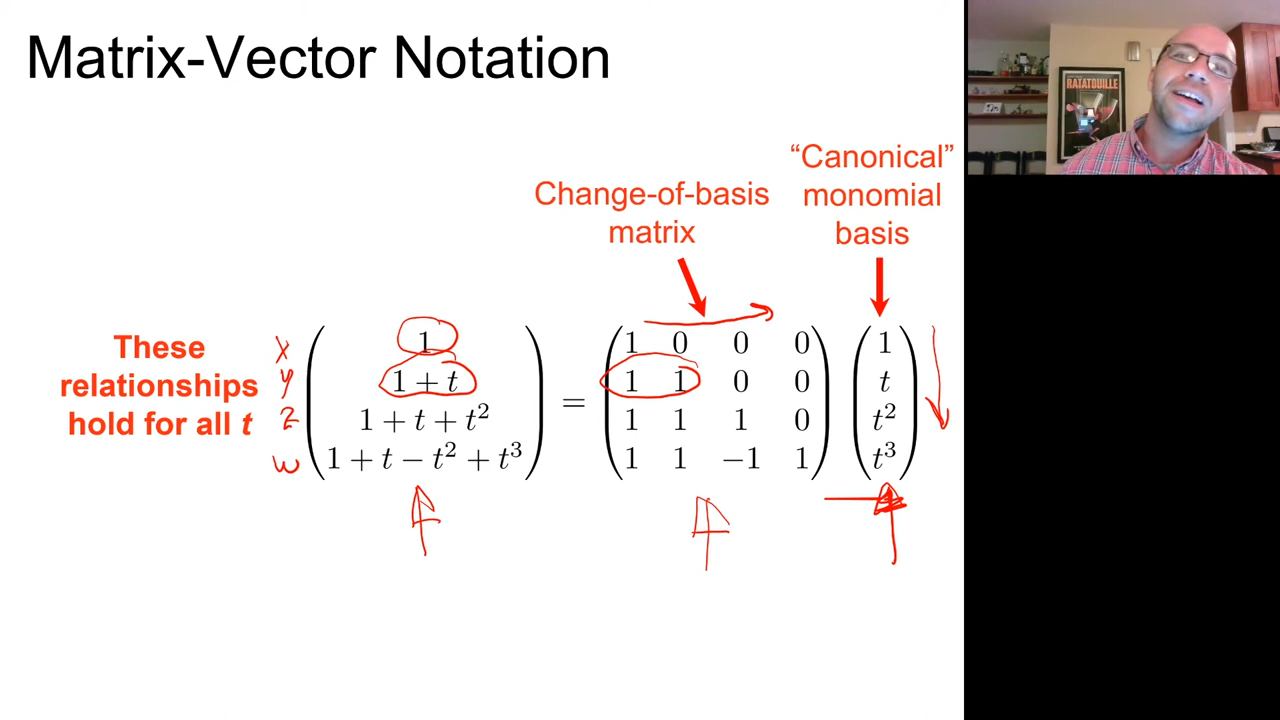 Matrix-Vector Notation
RATATOUILLE
“Canonical”
monomial
basis
Change-of-basis
matrix
These
relationships
hold for all t
x
y
z
w
1
1 + t
1 + t + t²
1 + t − t² + t³
=
1 0 0 0
1 1 0 0
1 1 1 0
1 1 −1 1
1
t
t²
t³